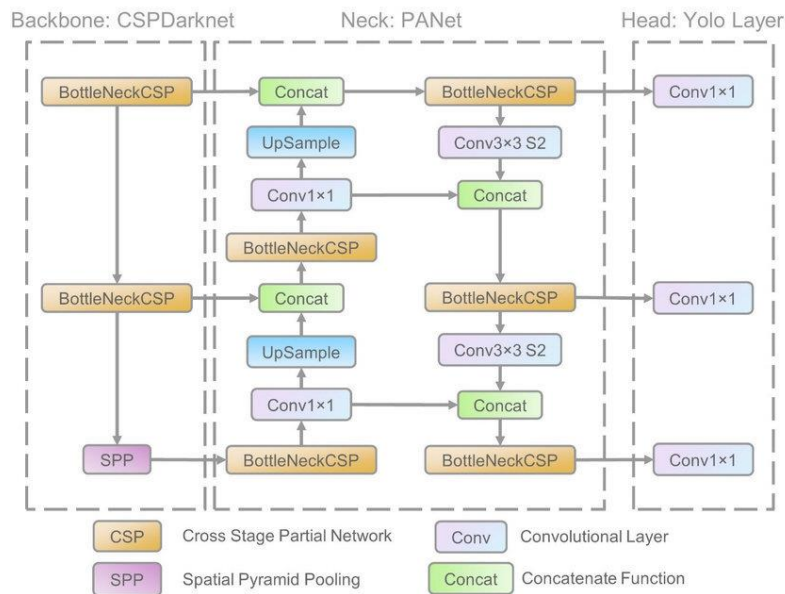 Backbone: CSPDarknet Neck: PANet Head: Yolo Layer
BottleNeckCSP Concat BottleNeckCSP Conv1×1
UpSample Conv3×3 S2
Conv1×1 Concat
BottleNeckCSP
BottleNeckCSP Concat BottleNeckCSP Conv1×1
UpSample Conv3×3 S2
Conv1×1 Concat
SPP BottleNeckCSP BottleNeckCSP Conv1×1
CSP Cross Stage Partial Network Conv Convolutional Layer
SPP Spatial Pyramid Pooling Concat Concatenate Function